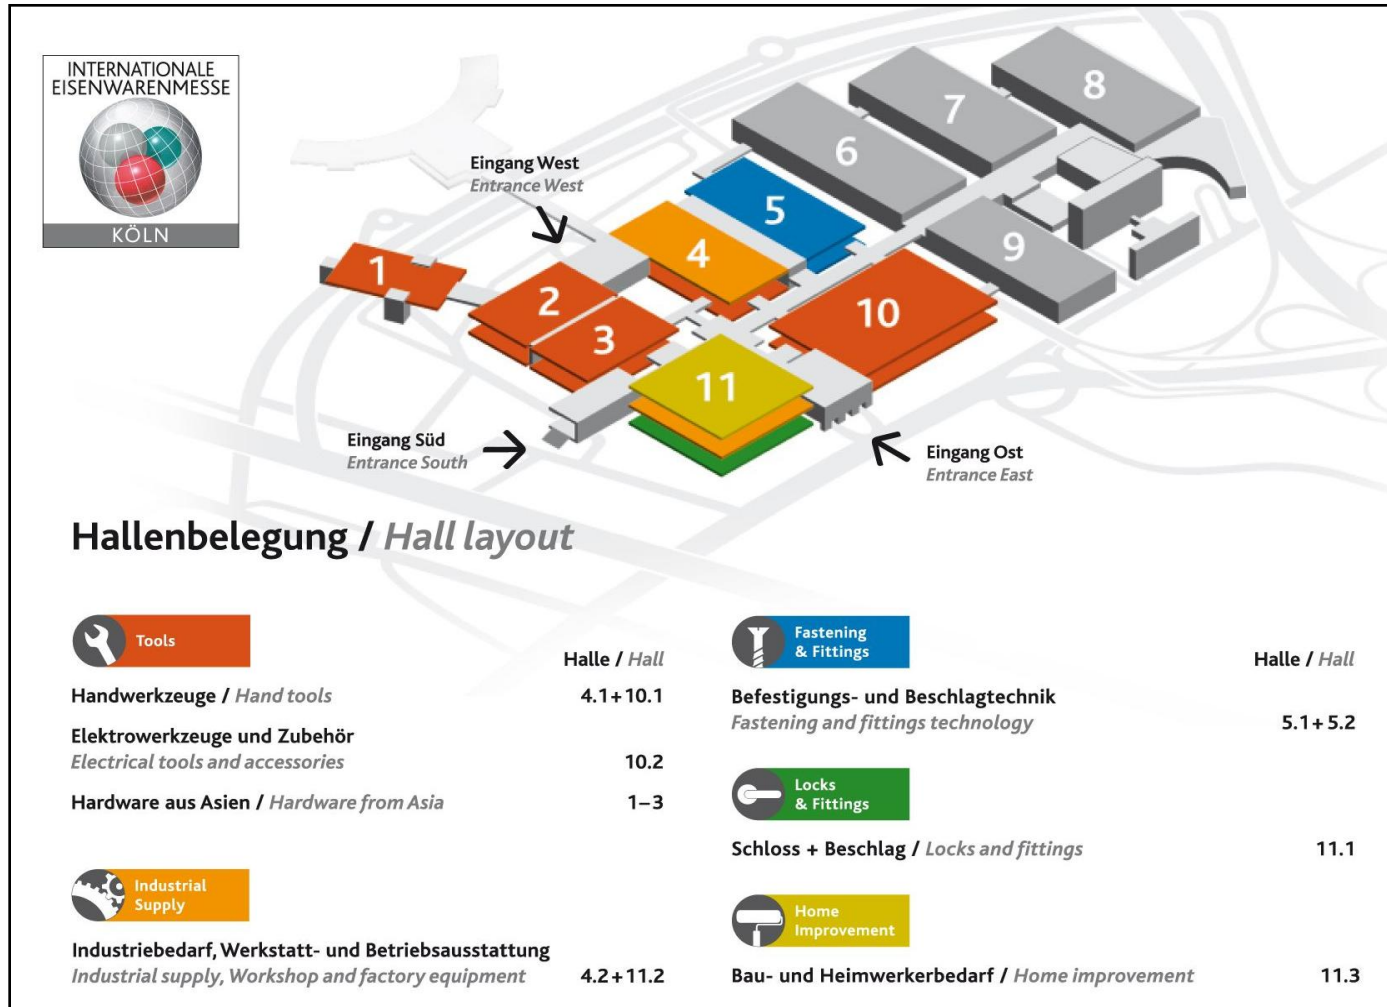 INTERNATIONALE
EISENWARENMESSE
KÖLN
Eingang West
Entrance West
1
2
3
4
5
6
7
8
9
10
11
Eingang Süd
Entrance South
Eingang Ost
Entrance East
Hallenbelegung / Hall layout
Tools
Halle / Hall
Handwerkzeuge / Hand tools 4.1+10.1
Elektrowerkzeuge und Zubehör
Electrical tools and accessories 10.2
Hardware aus Asien / Hardware from Asia 1–3
Industrial
Supply
Industriebedarf, Werkstatt- und Betriebsausstattung
Industrial supply, Workshop and factory equipment 4.2+11.2
Fastening
& Fittings
Halle / Hall
Befestigungs- und Beschlagtechnik
Fastening and fittings technology 5.1+5.2
Locks
& Fittings
Schloss + Beschlag / Locks and fittings 11.1
Home
Improvement
Bau- und Heimwerkerbedarf / Home improvement 11.3